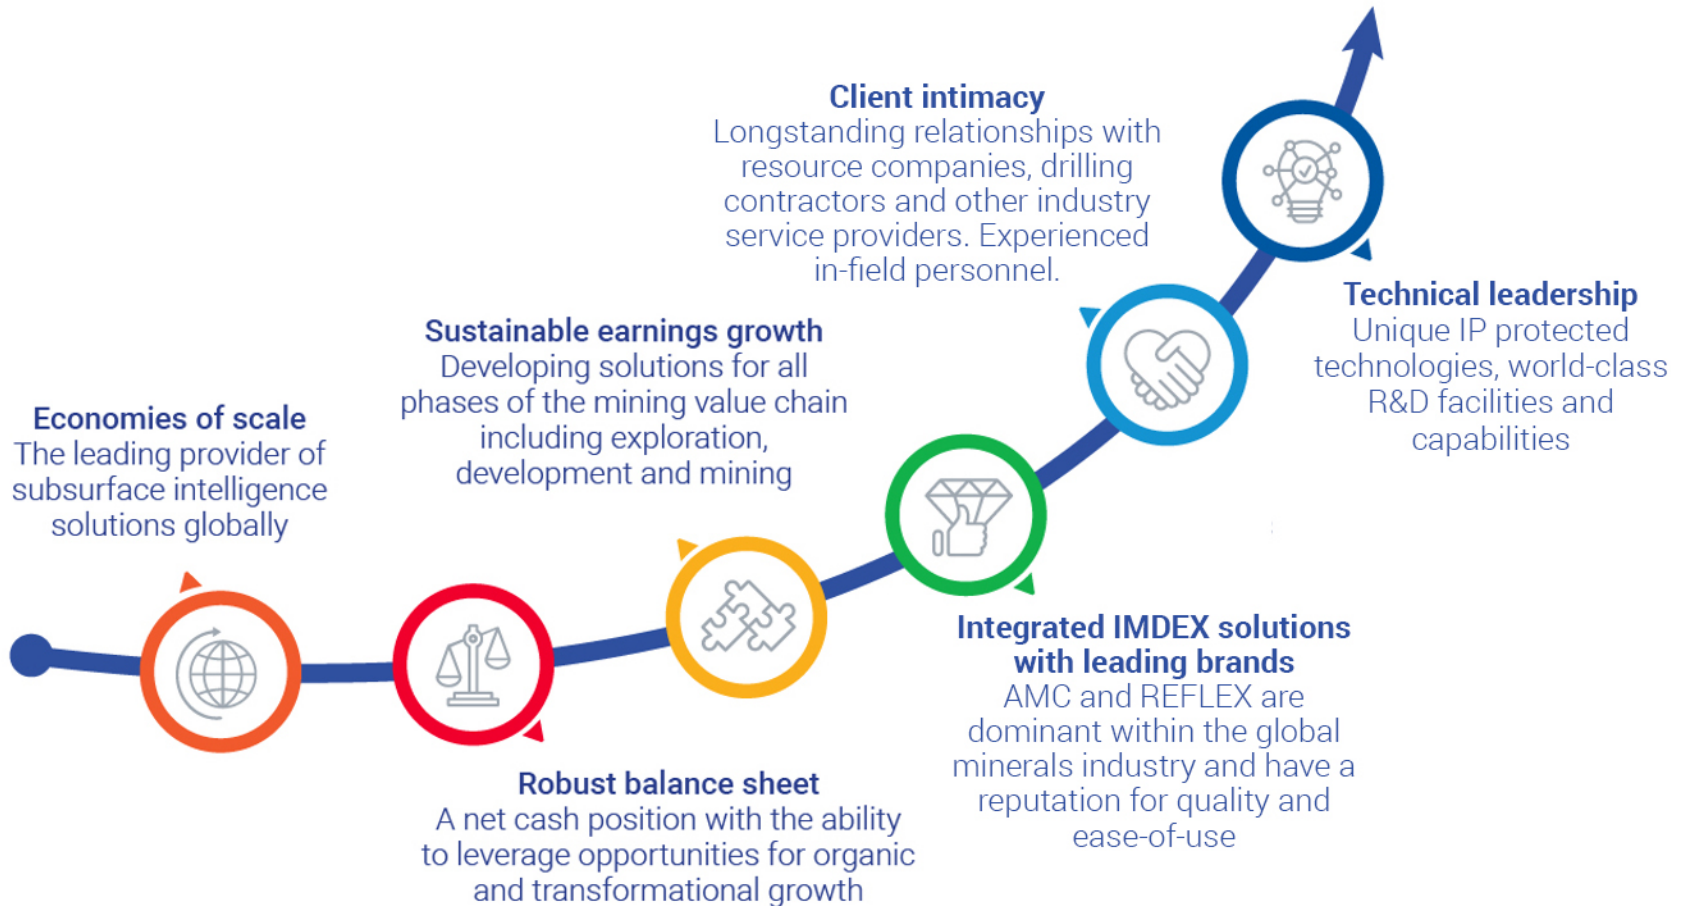 Economies of scale
The leading provider of
subsurface intelligence
solutions globally
Robust balance sheet
A net cash position with the ability
to leverage opportunities for organic
and transformational growth
Sustainable earnings growth
Developing solutions for all
phases of the mining value chain
including exploration,
development and mining
Integrated IMDEX solutions
with leading brands
AMC and REFLEX are
dominant within the global
minerals industry and have a
reputation for quality and
ease-of-use
Client intimacy
Longstanding relationships with
resource companies, drilling
contractors and other industry
service providers. Experienced
in-field personnel.
Technical leadership
Unique IP protected
technologies, world-class
R&D facilities and
capabilities